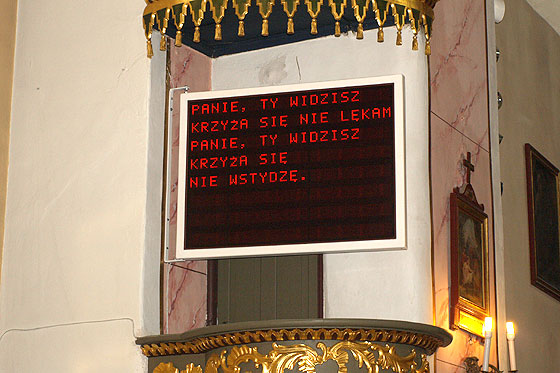 PANIE, TY WIDZISZ
KRZYŻA SIĘ NIE LĘKAM
PANIE, TY WIDZISZ
KRZYŻA SIĘ
NIE WSTYDZĘ.